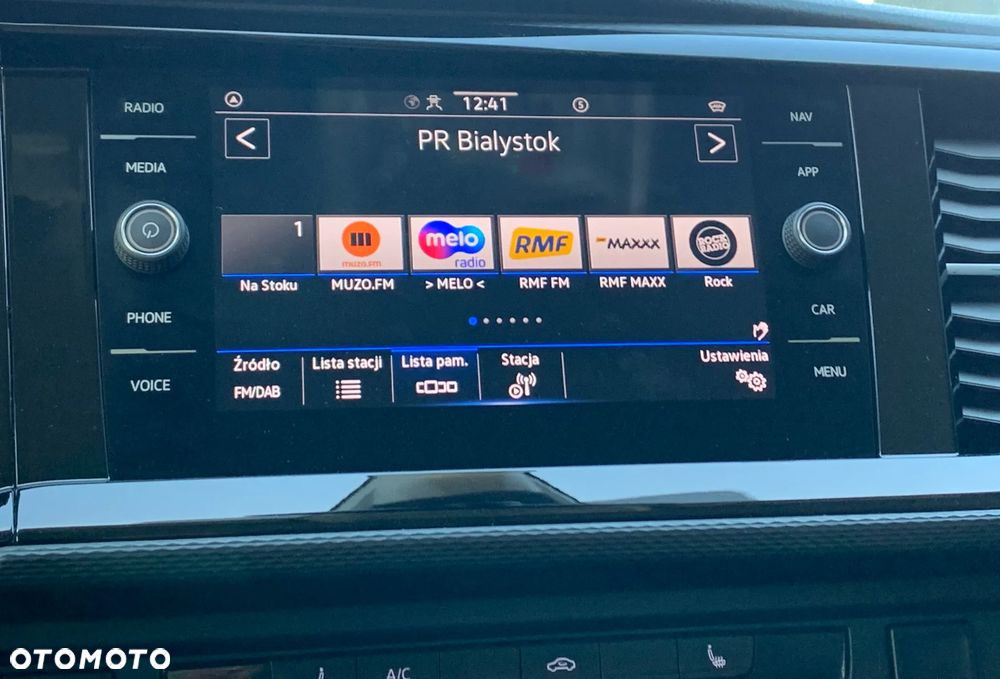 RADIO
MEDIA
PHONE
VOICE
12:41
S
PR Bialystok
<
>
1
muzo.fm
melo
radio
RMF
MAXXX
ROCK
RADIO
Na Stoku
MUZO.FM
> MELO <
RMF FM
RMF MAXX
Rock
Źródło
FM/DAB
Lista stacji
Lista pam.
Stacja
Ustawienia
NAV
APP
CAR
MENU
A/C
OTOMOTO